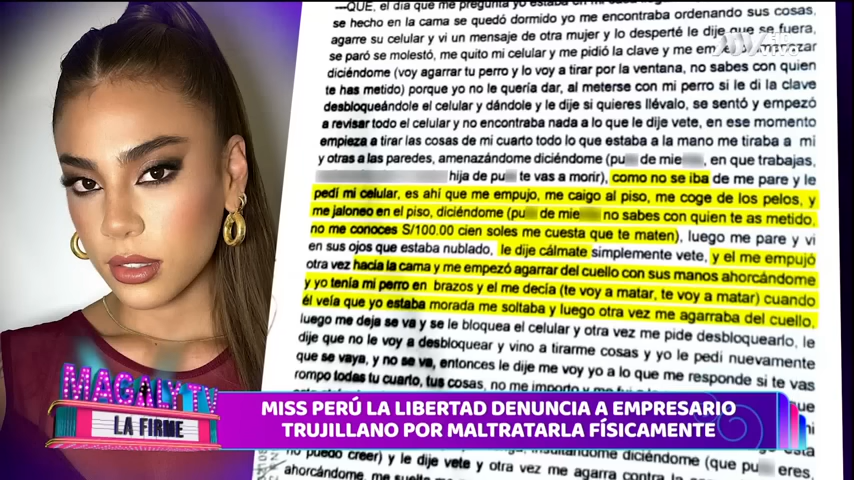 ---QUE, el día que me pregunta yo estaba en mi
se hecho en la cama se quedó dormido yo me encontraba ordenando sus cosas,
agarre su celular y vi un mensaje de otra mujer y lo desperté le dije que se fuera,
se paró se molestó, me quito mi celular y me pidió la clave y me
diciéndome (voy agarrar tu perro y lo voy a tirar por la ventana, no sabes con quien
te has metido) porque yo no le quería dar, al meterse con mi perro si le di la clave
desbloqueándole el celular y dándole y le dije si quieres llévalo, se sentó y empezó
a revisar todo el celular y no encontraba nada a lo que le dije vete, en ese momento
empieza a tirar las cosas de mi cuarto todo lo que estaba a la mano me tiraba a mi
y otras a las paredes, amenazándome diciéndome (pu de mie , en que trabajas,
hija de pu te vas a morir), como no se iba de me pare y le
pedí mi celular, es ahí que me empujo, me caigo al piso, me coge de los pelos, y
me jaloneo en el piso, diciéndome (pu de mie no sabes con quien te as metido,
no me conoces S/100.00 cien soles me cuesta que te maten), luego me pare y vi
en sus ojos que estaba nublado, le dije cálmate simplemente vete, y el me empujó
otra vez hacia la cama y me empezó agarrar del cuello con sus manos ahorcándome
y yo tenía mi perro en brazos y el me decía (te voy a matar, te voy a matar) cuando
él veía que yo estaba morada me soltaba y luego otra vez me agarraba del cuello,
luego me deja se va y se le bloquea el celular y otra vez me pide desbloquearlo, le
dije que no le voy a desbloquear y vino a tirarme cosas y yo le pedí nuevamente
que se vaya, y no se va, entonces le dije me voy yo a lo que me responde si te vas
rompo todas tu cuarto, tus cosas, no me importo y me
MAGALY TV
LA FIRME
MISS PERÚ LA LIBERTAD DENUNCIA A EMPRESARIO
TRUJILLANO POR MALTRATARLA FÍSICAMENTE
no puedo creer) y le dije vete y otra vez me agarra contra la